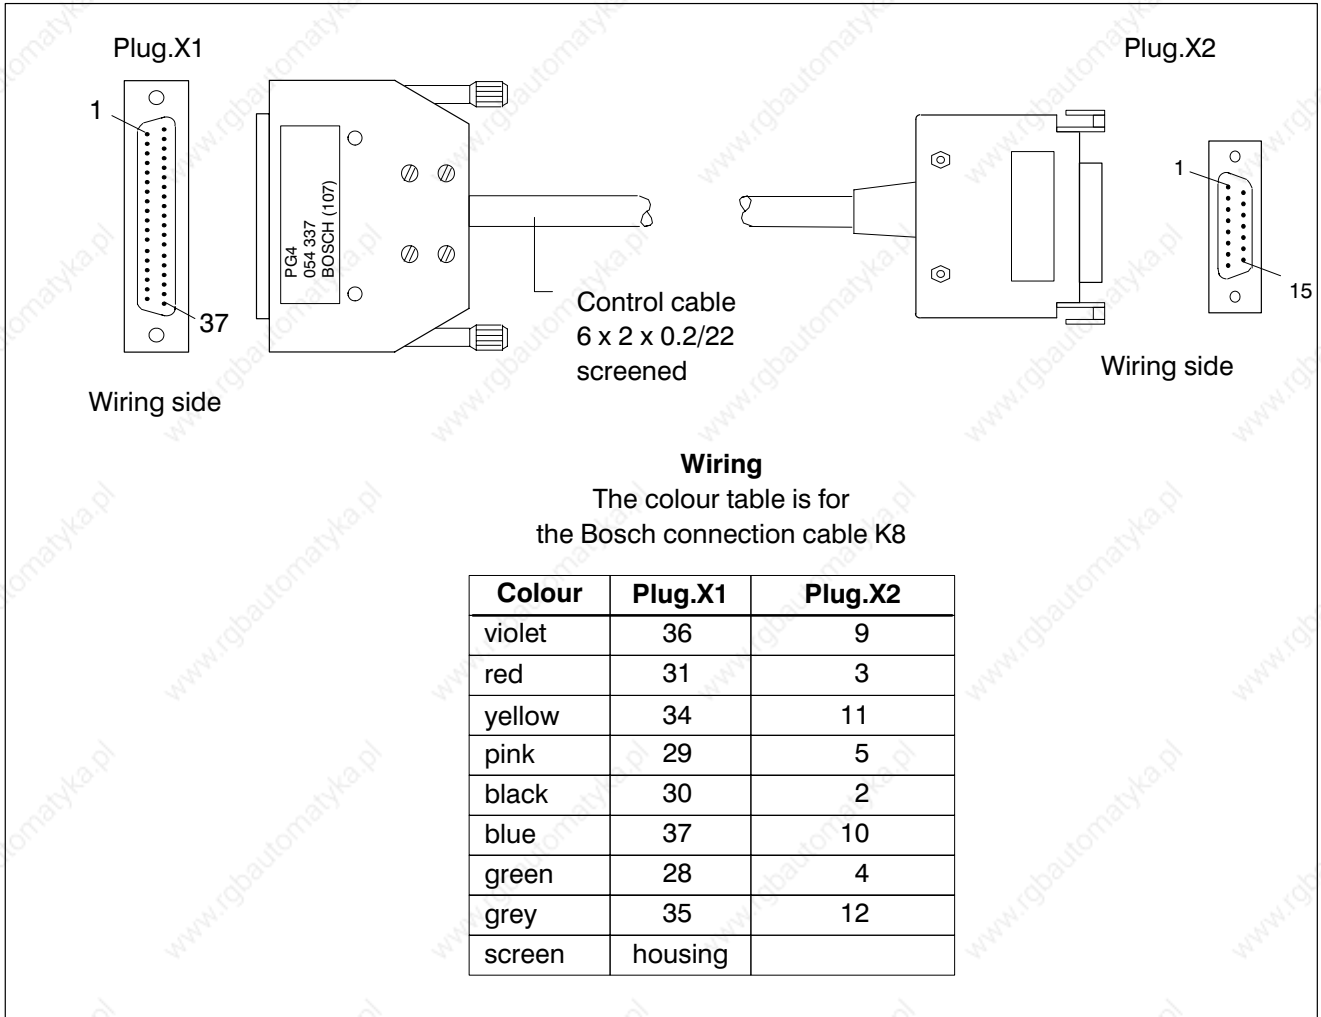 Plug.X1
Plug.X2
1
37
Wiring side
PG4
054 337
BOSCH (107)
Control cable
6 x 2 x 0.2/22
screened
1
15
Wiring side
Wiring
The colour table is for
the Bosch connection cable K8
Colour Plug.X1 Plug.X2
violet 36 9
red 31 3
yellow 34 11
pink 29 5
black 30 2
blue 37 10
green 28 4
grey 35 12
screen housing
www.rgbautomatyka.pl